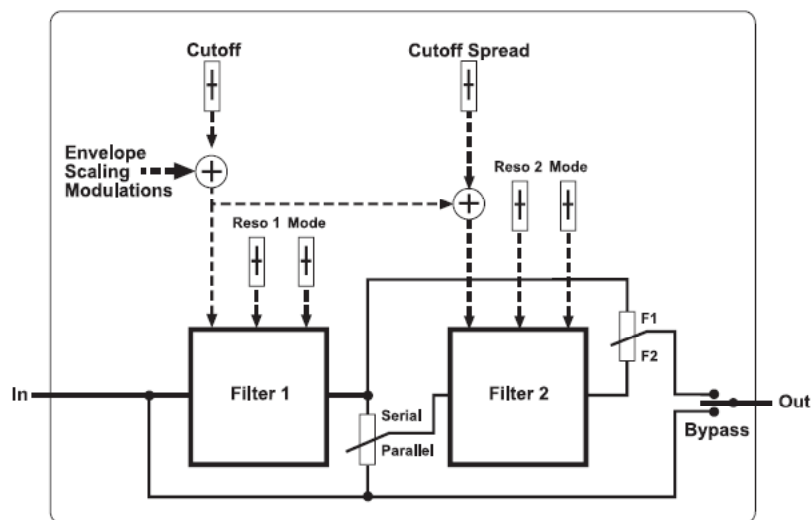 Cutoff
Cutoff Spread
Envelope
Scaling
Modulations
+
+
Reso 2 Mode
Reso 1 Mode
F1
F2
In
Filter 1
Filter 2
Out
Serial
Parallel
Bypass